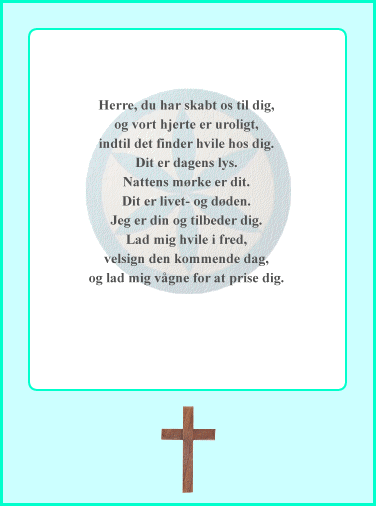 Herre, du har skabt os til dig,
og vort hjerte er uroligt,
indtil det finder hvile hos dig.
Dit er dagens lys.
Nattens mørke er dit.
Dit er livet- og døden.
Jeg er din og tilbeder dig.
Lad mig hvile i fred,
velsign den kommende dag,
og lad mig vågne for at prise dig.